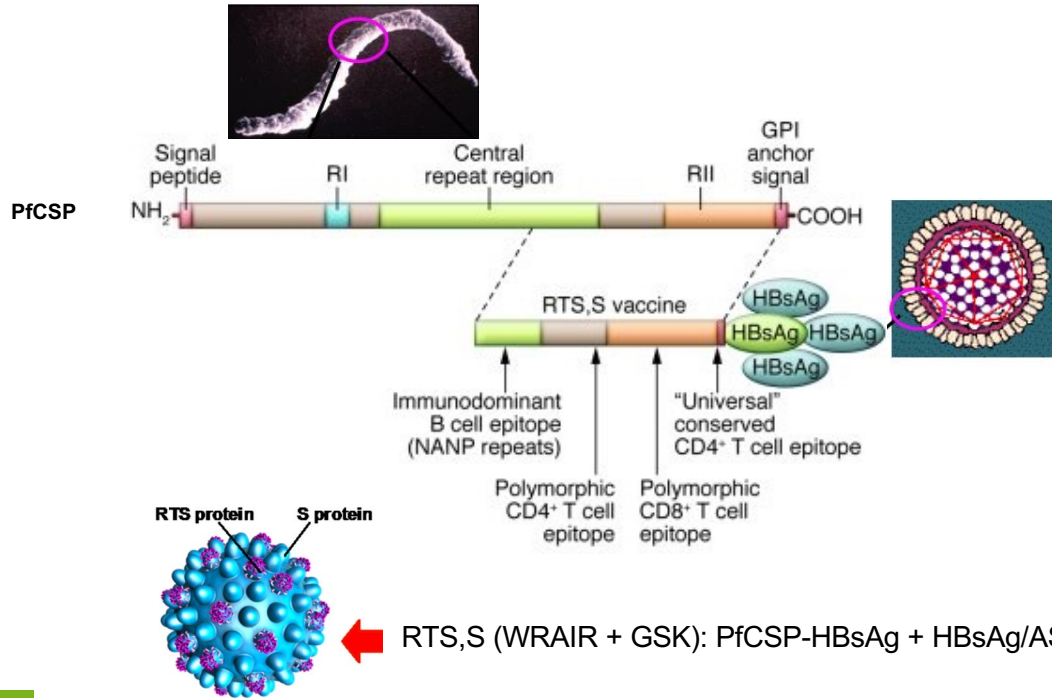 Signal
peptide
RI
Central
repeat region
RII
GPI
anchor
signal
PfCSP
NH₂
COOH
RTS,S vaccine
HBsAg
HBsAg
HBsAg
HBsAg
Immunodominant
B cell epitope
(NANP repeats)
"Universal"
conserved
CD4⁺ T cell epitope
Polymorphic
CD4⁺ T cell
epitope
Polymorphic
CD8⁺ T cell
epitope
RTS protein
S protein
RTS,S (WRAIR + GSK): PfCSP-HBsAg + HBsAg/AS